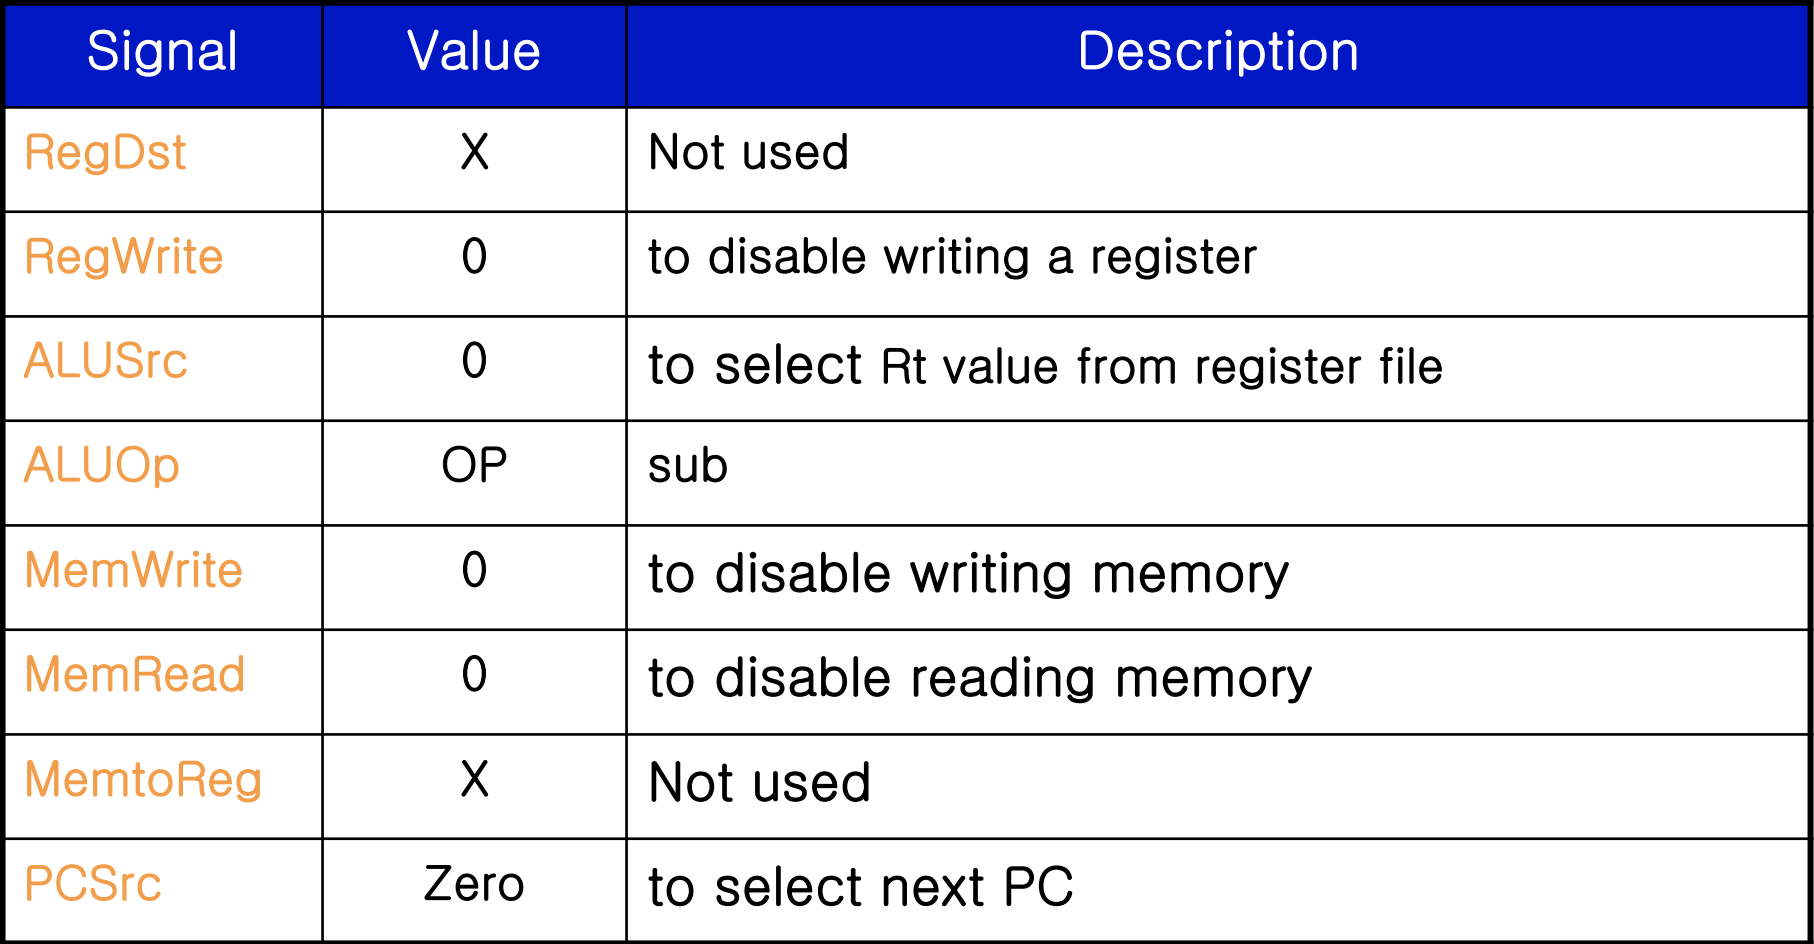 Signal Value Description
RegDst X Not used
RegWrite 0 to disable writing a register
ALUSrc 0 to select Rt value from register file
ALUOp OP sub
MemWrite 0 to disable writing memory
MemRead 0 to disable reading memory
MemtoReg X Not used
PCSrc Zero to select next PC